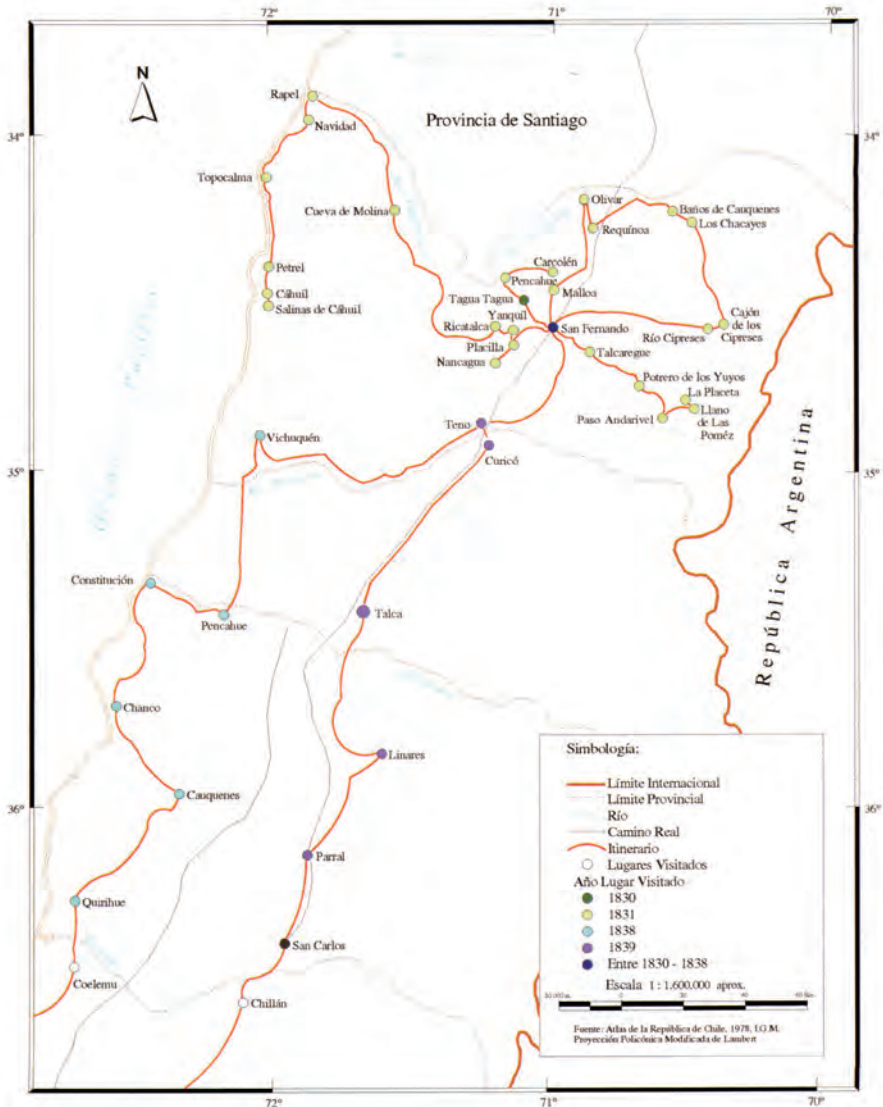 72°
71°
70°
N
Rapel
Navidad
Provincia de Santiago
34°
34°
Topocalma
Cueva de Molina
Olivar
Baños de Cauquenes
Los Chacayes
Requínoa
Petrel
Cáhuil
Salinas de Cáhuil
Carcolén
Pencahue
Malloa
Tagua Tagua
Yanquil
Ricatalca
Placilla
Nancagua
San Fernando
Río Cipreses
Cajón
de los
Cipreses
Talcaregue
Potrero de los Yuyos
La Placeta
Paso Andarivel
Llano
de Las
Poméz
Teno
Curicó
Vichuquén
35°
35°
República Argentina
Constitución
Pencahue
Talca
Chanco
Linares
Cauquenes
36°
36°
Parral
Quirihue
San Carlos
Coelemu
Chillán
Simbología:
Límite Internacional
Límite Provincial
Río
Camino Real
Itinerario
Lugares Visitados
Año Lugar Visitado
1830
1831
1838
1839
Entre 1830 - 1838
Escala 1 : 1.600,000 aprox.
Fuente: Atlas de la República de Chile, 1978, I.G.M.
Proyección Policónica Modificada de Lambert
72°
71°
70°